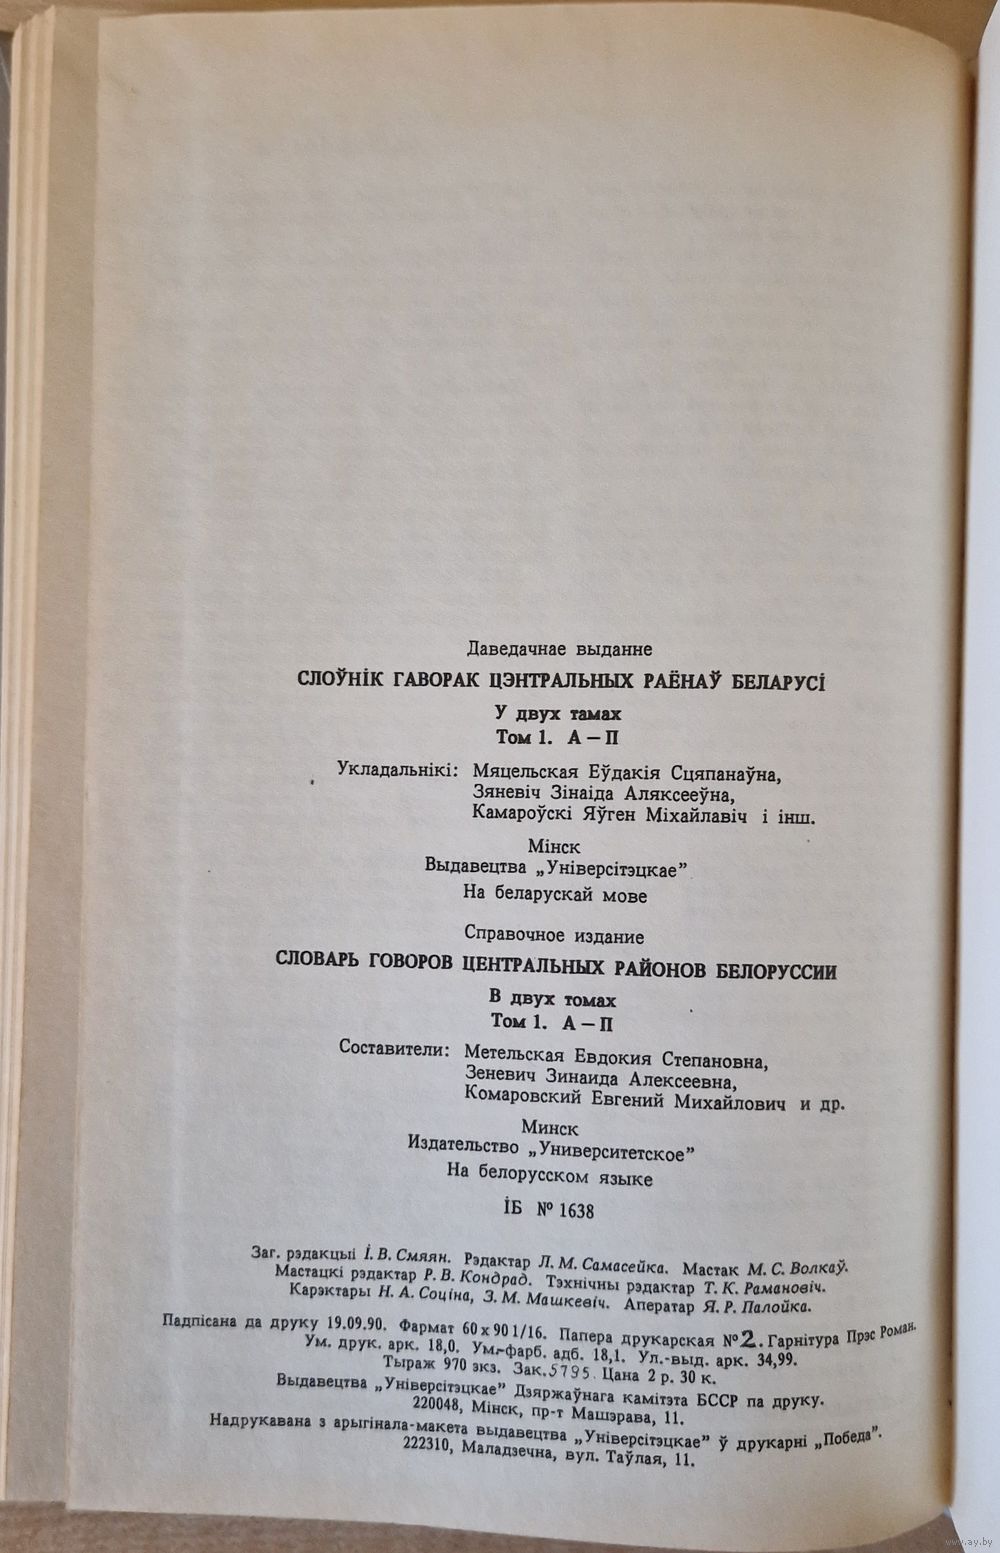 Даведачнае выданне
СЛОЎНІК ГАВОРАК ЦЭНТРАЛЬНЫХ РАЁНАЎ БЕЛАРУСІ
У двух тамах
Том 1. А — П
Укладальнікі: Мяцельская Еўдакія Сцяпанаўна,
Зяневіч Зінаіда Аляксееўна,
Камароўскі Яўген Міхайлавіч і інш.
Мінск
Выдавецтва „Універсітэцкае”
На беларускай мове
Справочное издание
СЛОВАРЬ ГОВОРОВ ЦЕНТРАЛЬНЫХ РАЙОНОВ БЕЛОРУССИИ
В двух томах
Том 1. А — П
Составители: Метельская Евдокия Степановна,
Зеневич Зинаида Алексеевна,
Комаровский Евгений Михайлович и др.
Минск
Издательство „Университетское”
На белорусском языке
ІБ № 1638
Заг. рэдакцыі І. В. Смяян. Рэдактар Л. М. Самасейка. Мастак М. С. Волкаў.
Мастацкі рэдактар Р. В. Кондрад. Тэхнічны рэдактар Т. К. Рамановіч.
Карэктары Н. А. Соціна, З. М. Машкевіч. Аператар Я. Р. Палойка.
Падпісана да друку 19.09.90. Фармат 60 х 90 1/16. Папера друкарская № 2. Гарнітура Прэс Роман.
Ум. друк. арк. 18,0. Ум.-фарб. адб. 18,1. Ул.-выд. арк. 34,99.
Тыраж 970 экз. Зак. 5795. Цана 2 р. 30 к.
Выдавецтва „Універсітэцкае” Дзяржаўнага камітэта БССР па друку.
220048, Мінск, пр-т Машэрава, 11.
Надрукавана з арыгінала-макета выдавецтва „Універсітэцкае” ў друкарні „Победа”.
222310, Маладзечна, вул. Таўлая, 11.
www.ay.by